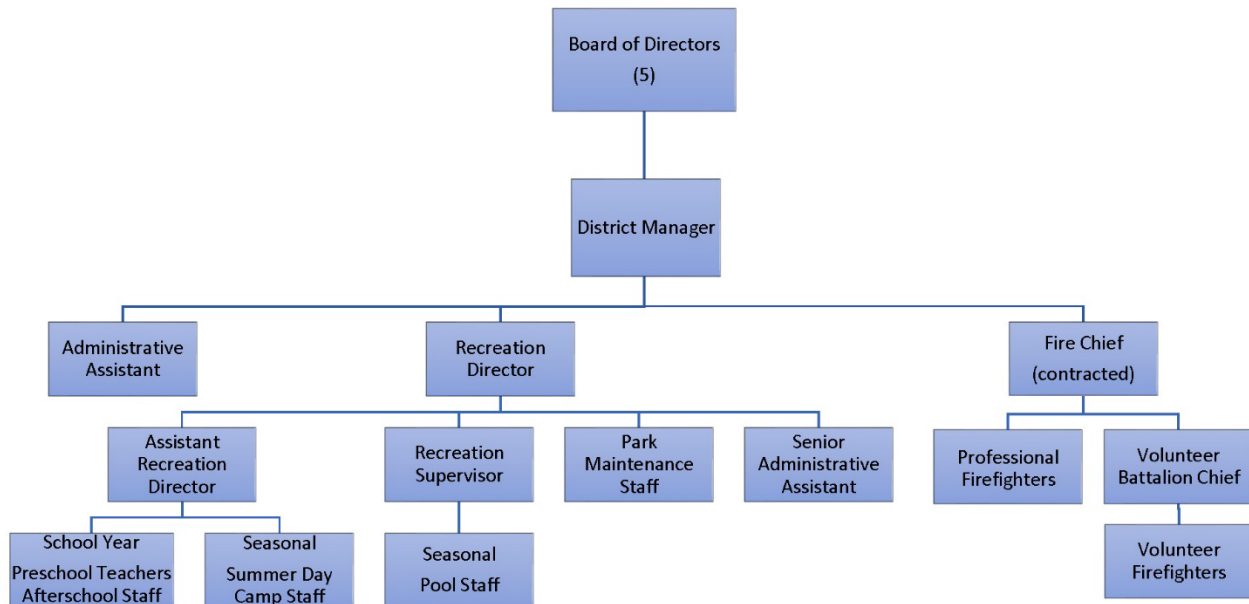 Board of Directors
(5)
District Manager
Administrative
Assistant
Recreation
Director
Fire Chief
(contracted)
Assistant
Recreation
Director
Recreation
Supervisor
Park
Maintenance
Staff
Senior
Administrative
Assistant
Professional
Firefighters
Volunteer
Battalion Chief
School Year
Preschool Teachers
Afterschool Staff
Seasonal
Summer Day
Camp Staff
Seasonal
Pool Staff
Volunteer
Firefighters